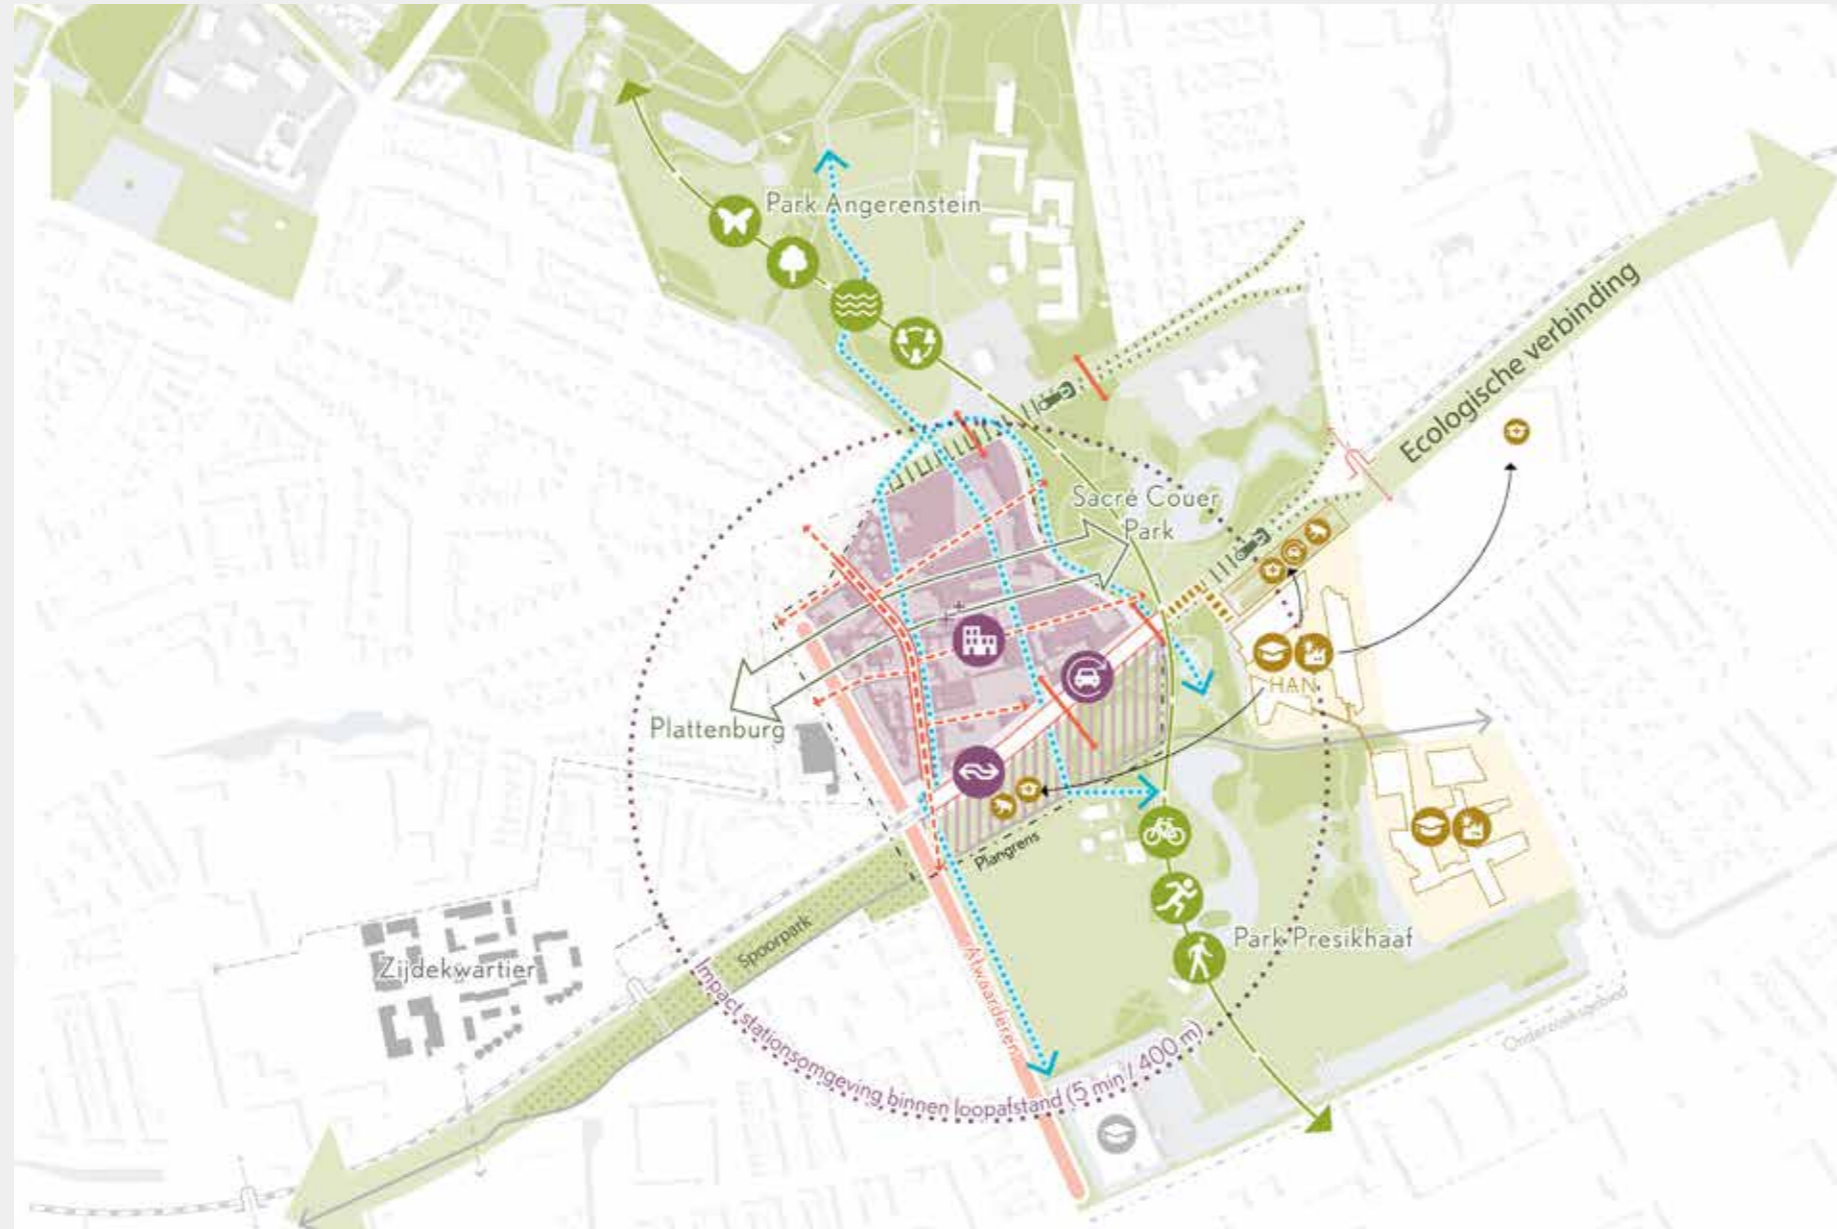 Park Angerenstein
Ecologische verbinding
Sacré Couer
Park
HAN
Plattenburg
Plangrens
Spoorpark
Zijdekwartier
Afwaarderen
Park Presikhaaf
Onderzoeksgebied
Impact stationsomgeving binnen loopafstand (5 min / 400 m)